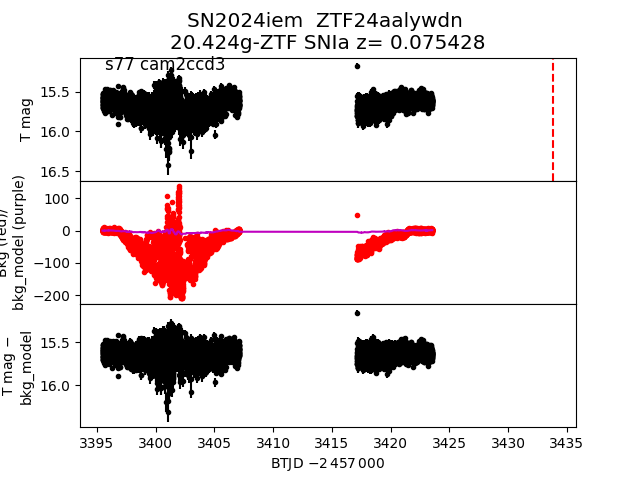 SN2024iem ZTF24aalywdn
20.424g-ZTF SNIa z= 0.075428
s77 cam2ccd3
15.5
16.0
16.5
T mag
100
0
−100
−200
Bkg (red)/
bkg_model (purple)
15.5
16.0
T mag −
bkg_model
3395 3400 3405 3410 3415 3420 3425 3430 3435
BTJD −2 457 000